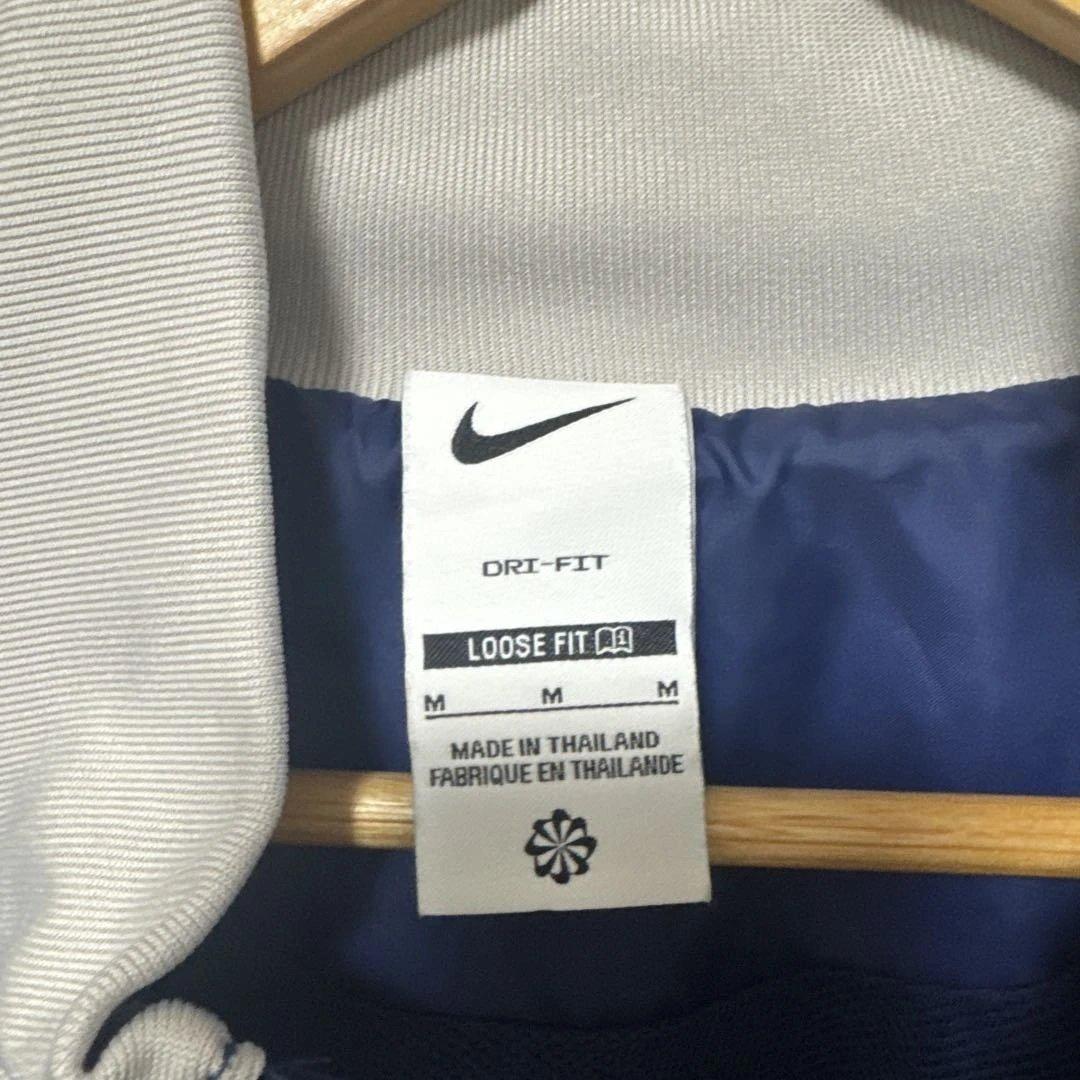 DRI-FIT
LOOSE FIT
M M M
MADE IN THAILAND
FABRIQUE EN THAILANDE